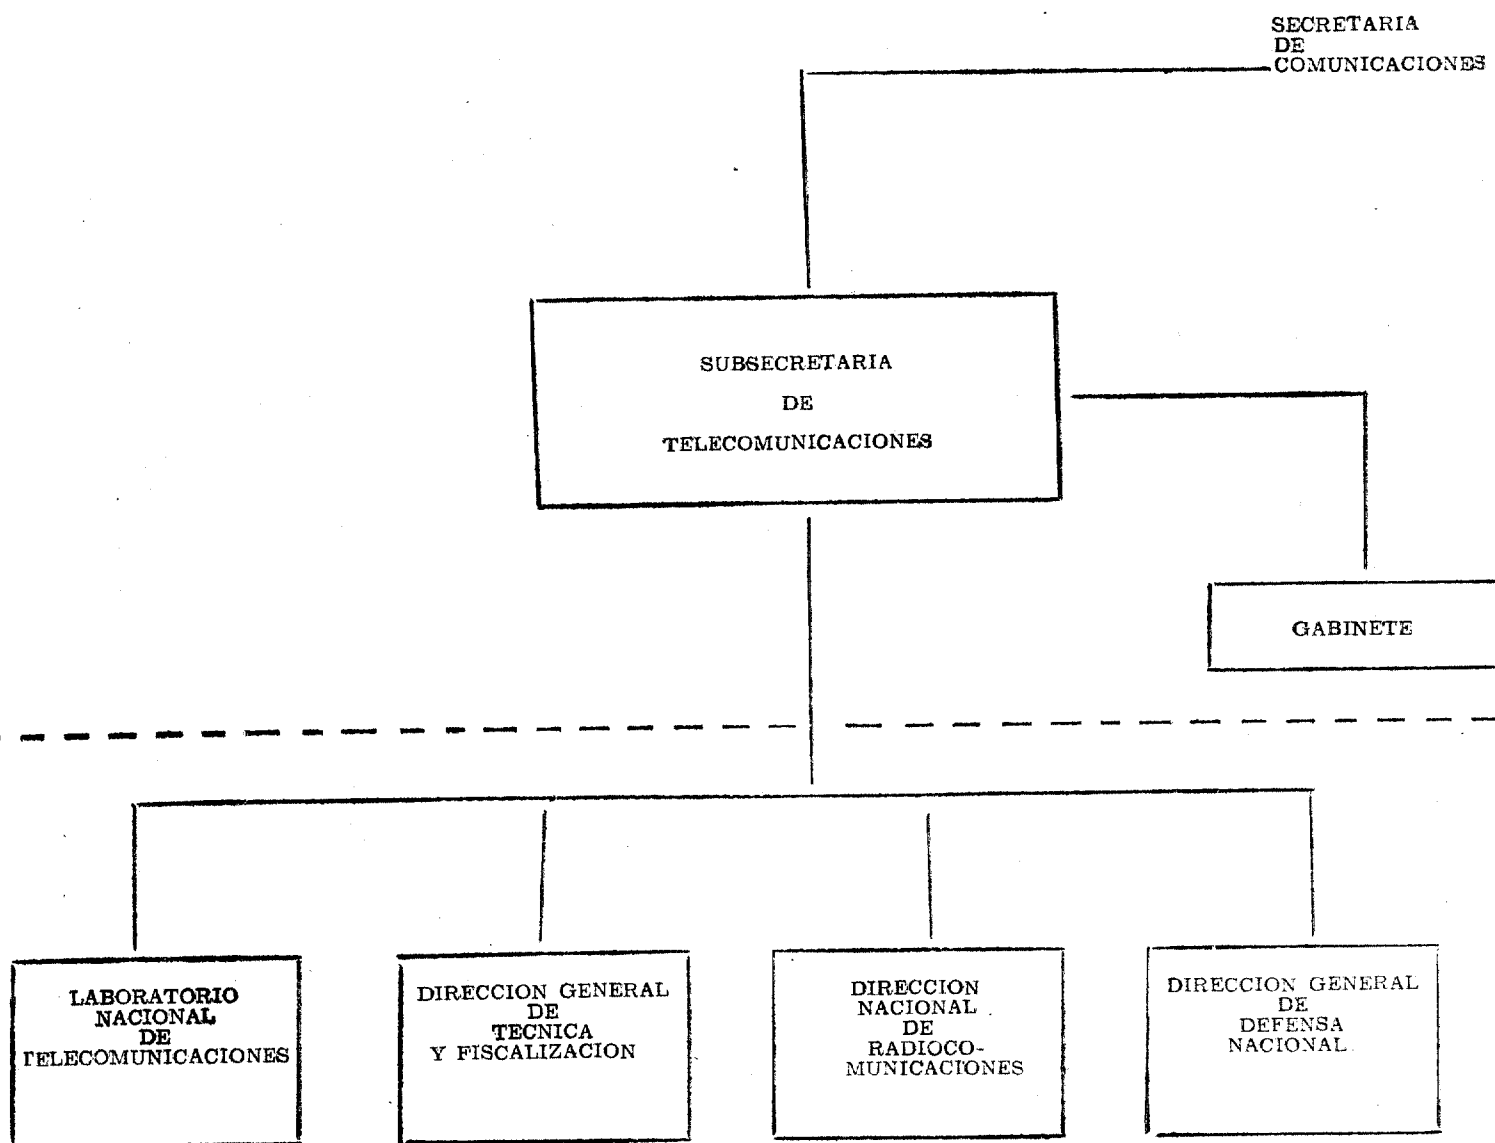 SECRETARIA
DE
COMUNICACIONES
SUBSECRETARIA
DE
TELECOMUNICACIONES
GABINETE
LABORATORIO
NACIONAL
DE
TELECOMUNICACIONES
DIRECCION GENERAL
DE
TECNICA
Y FISCALIZACION
DIRECCION
NACIONAL
DE
RADIOCO-
MUNICACIONES
DIRECCION GENERAL
DE
DEFENSA
NACIONAL